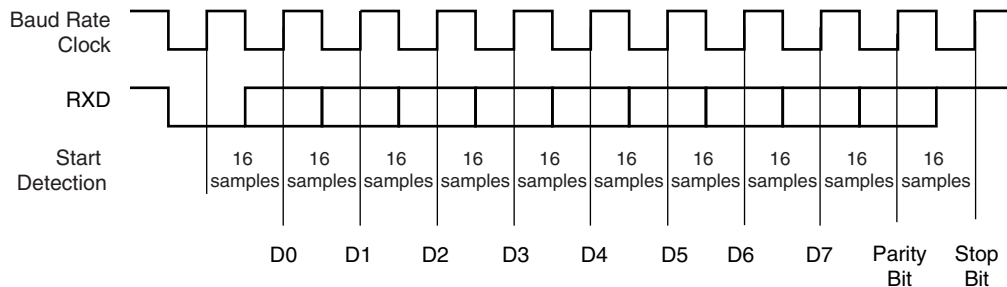 Baud Rate
Clock
RXD
Start
Detection
16
samples
16
samples
16
samples
16
samples
16
samples
16
samples
16
samples
16
samples
16
samples
16
samples
D0
D1
D2
D3
D4
D5
D6
D7
Parity
Bit
Stop
Bit